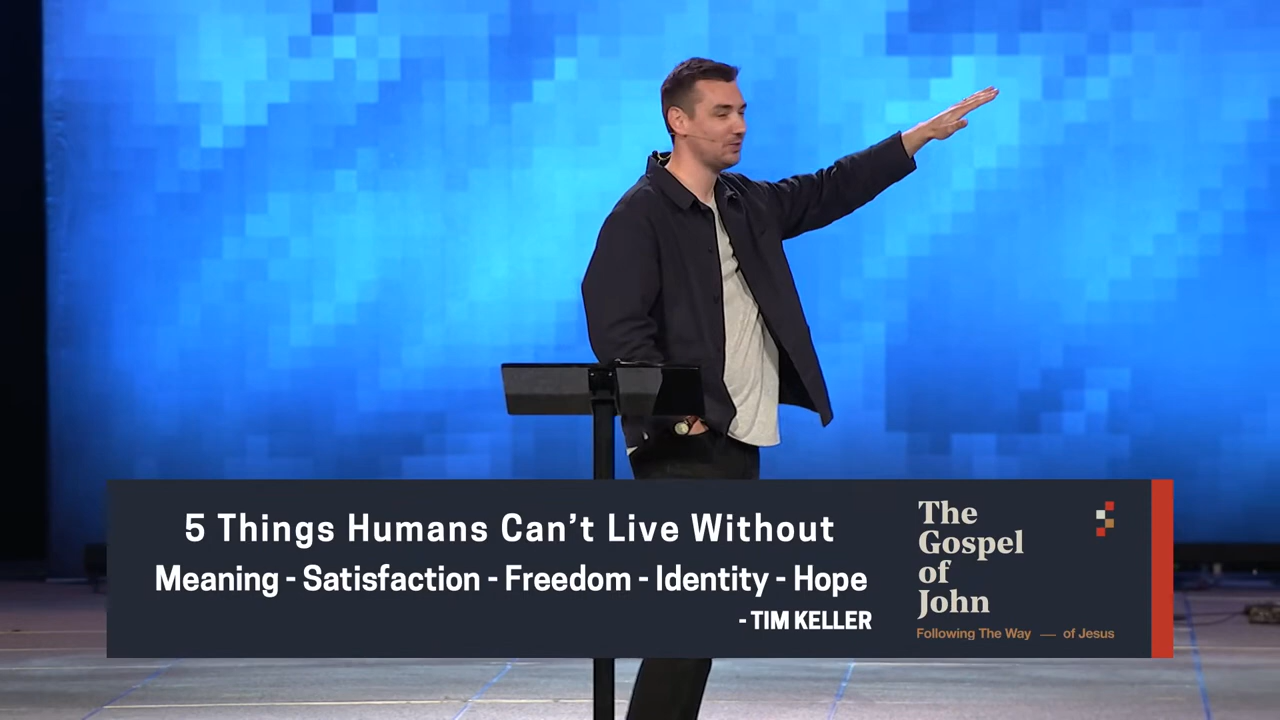 5 Things Humans Can't Live Without
Meaning - Satisfaction - Freedom - Identity - Hope
- TIM KELLER
The
Gospel
of
John
Following The Way — of Jesus